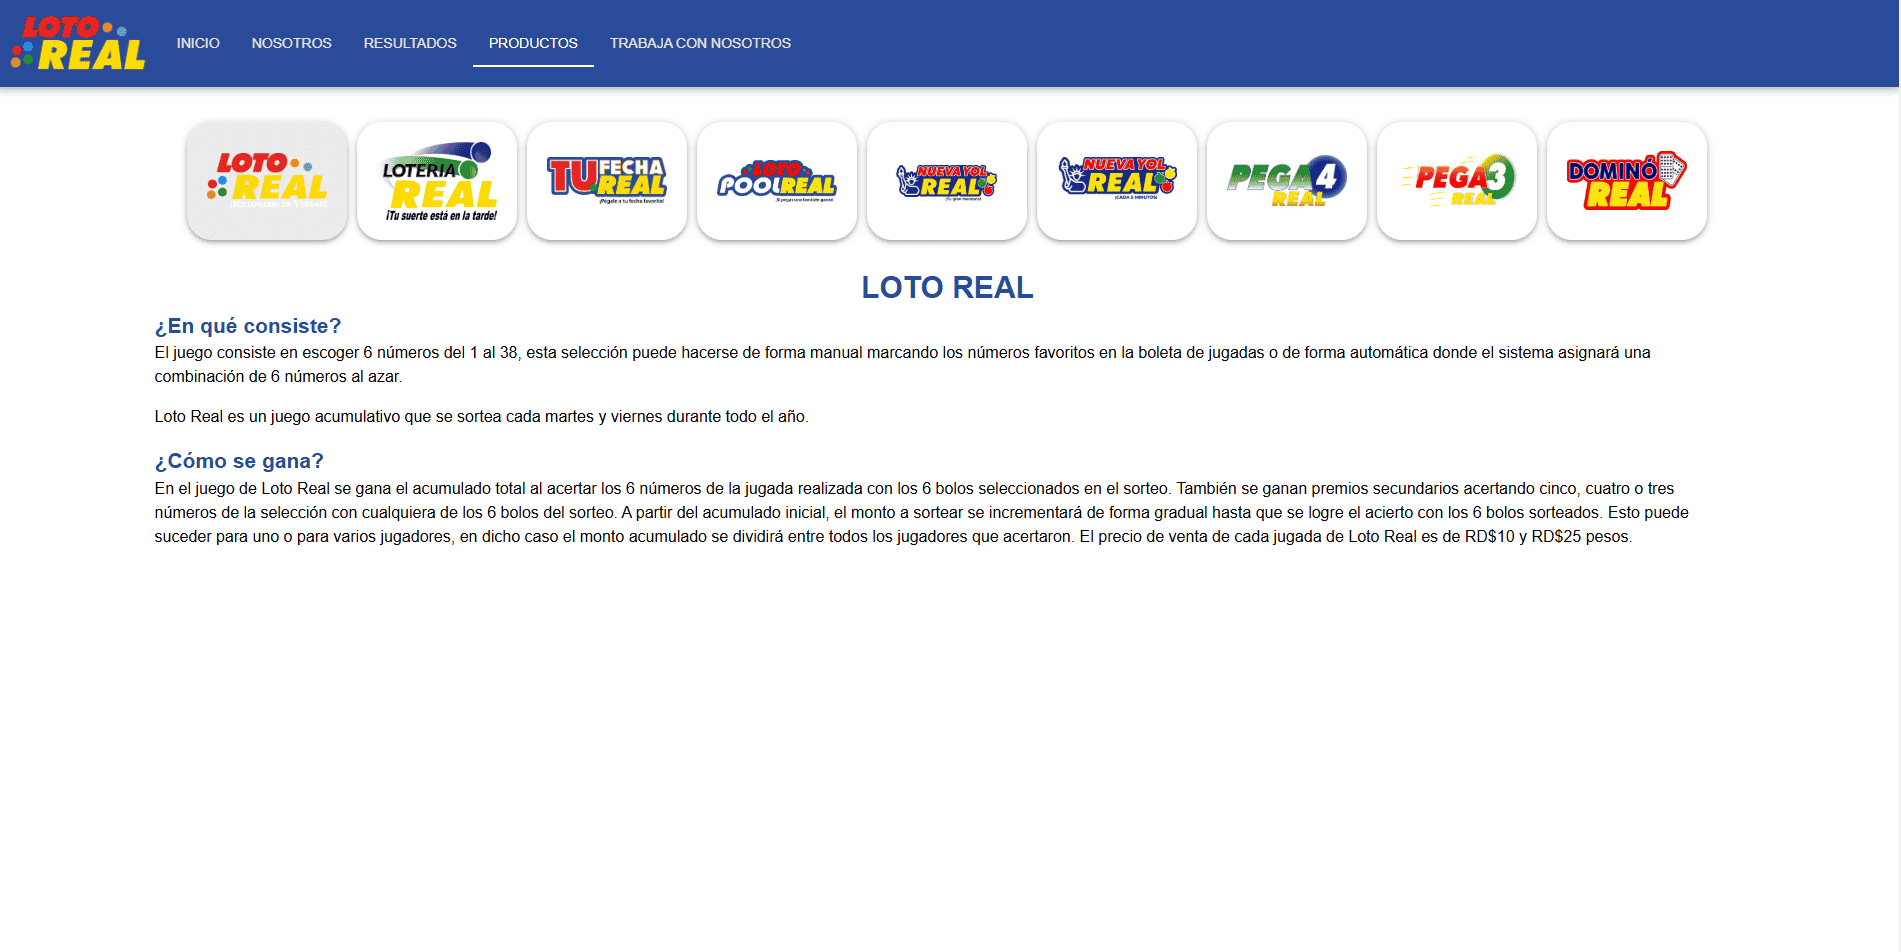 LOTO
REAL
INICIO
NOSOTROS
RESULTADOS
PRODUCTOS
TRABAJA CON NOSOTROS
LOTO
REAL
¡MILLONARIO DE VERDAD!
LOTERIA
REAL
¡Tu suerte está en la tarde!
TU FECHA
REAL
¡Pégale a tu fecha favorita!
LOTO
POOL REAL
NUEVA YOL
REAL
NUEVA YOL
REAL
¡CADA 5 MINUTOS!
PEGA 4
REAL
PEGA 3
REAL
DOMINÓ
REAL
LOTO REAL
¿En qué consiste?
El juego consiste en escoger 6 números del 1 al 38, esta selección puede hacerse de forma manual marcando los números favoritos en la boleta de jugadas o de forma automática donde el sistema asignará una
combinación de 6 números al azar.
Loto Real es un juego acumulativo que se sortea cada martes y viernes durante todo el año.
¿Cómo se gana?
En el juego de Loto Real se gana el acumulado total al acertar los 6 números de la jugada realizada con los 6 bolos seleccionados en el sorteo. También se ganan premios secundarios acertando cinco, cuatro o tres
números de la selección con cualquiera de los 6 bolos del sorteo. A partir del acumulado inicial, el monto a sortear se incrementará de forma gradual hasta que se logre el acierto con los 6 bolos sorteados. Esto puede
suceder para uno o para varios jugadores, en dicho caso el monto acumulado se dividirá entre todos los jugadores que acertaron. El precio de venta de cada jugada de Loto Real es de RD$10 y RD$25 pesos.